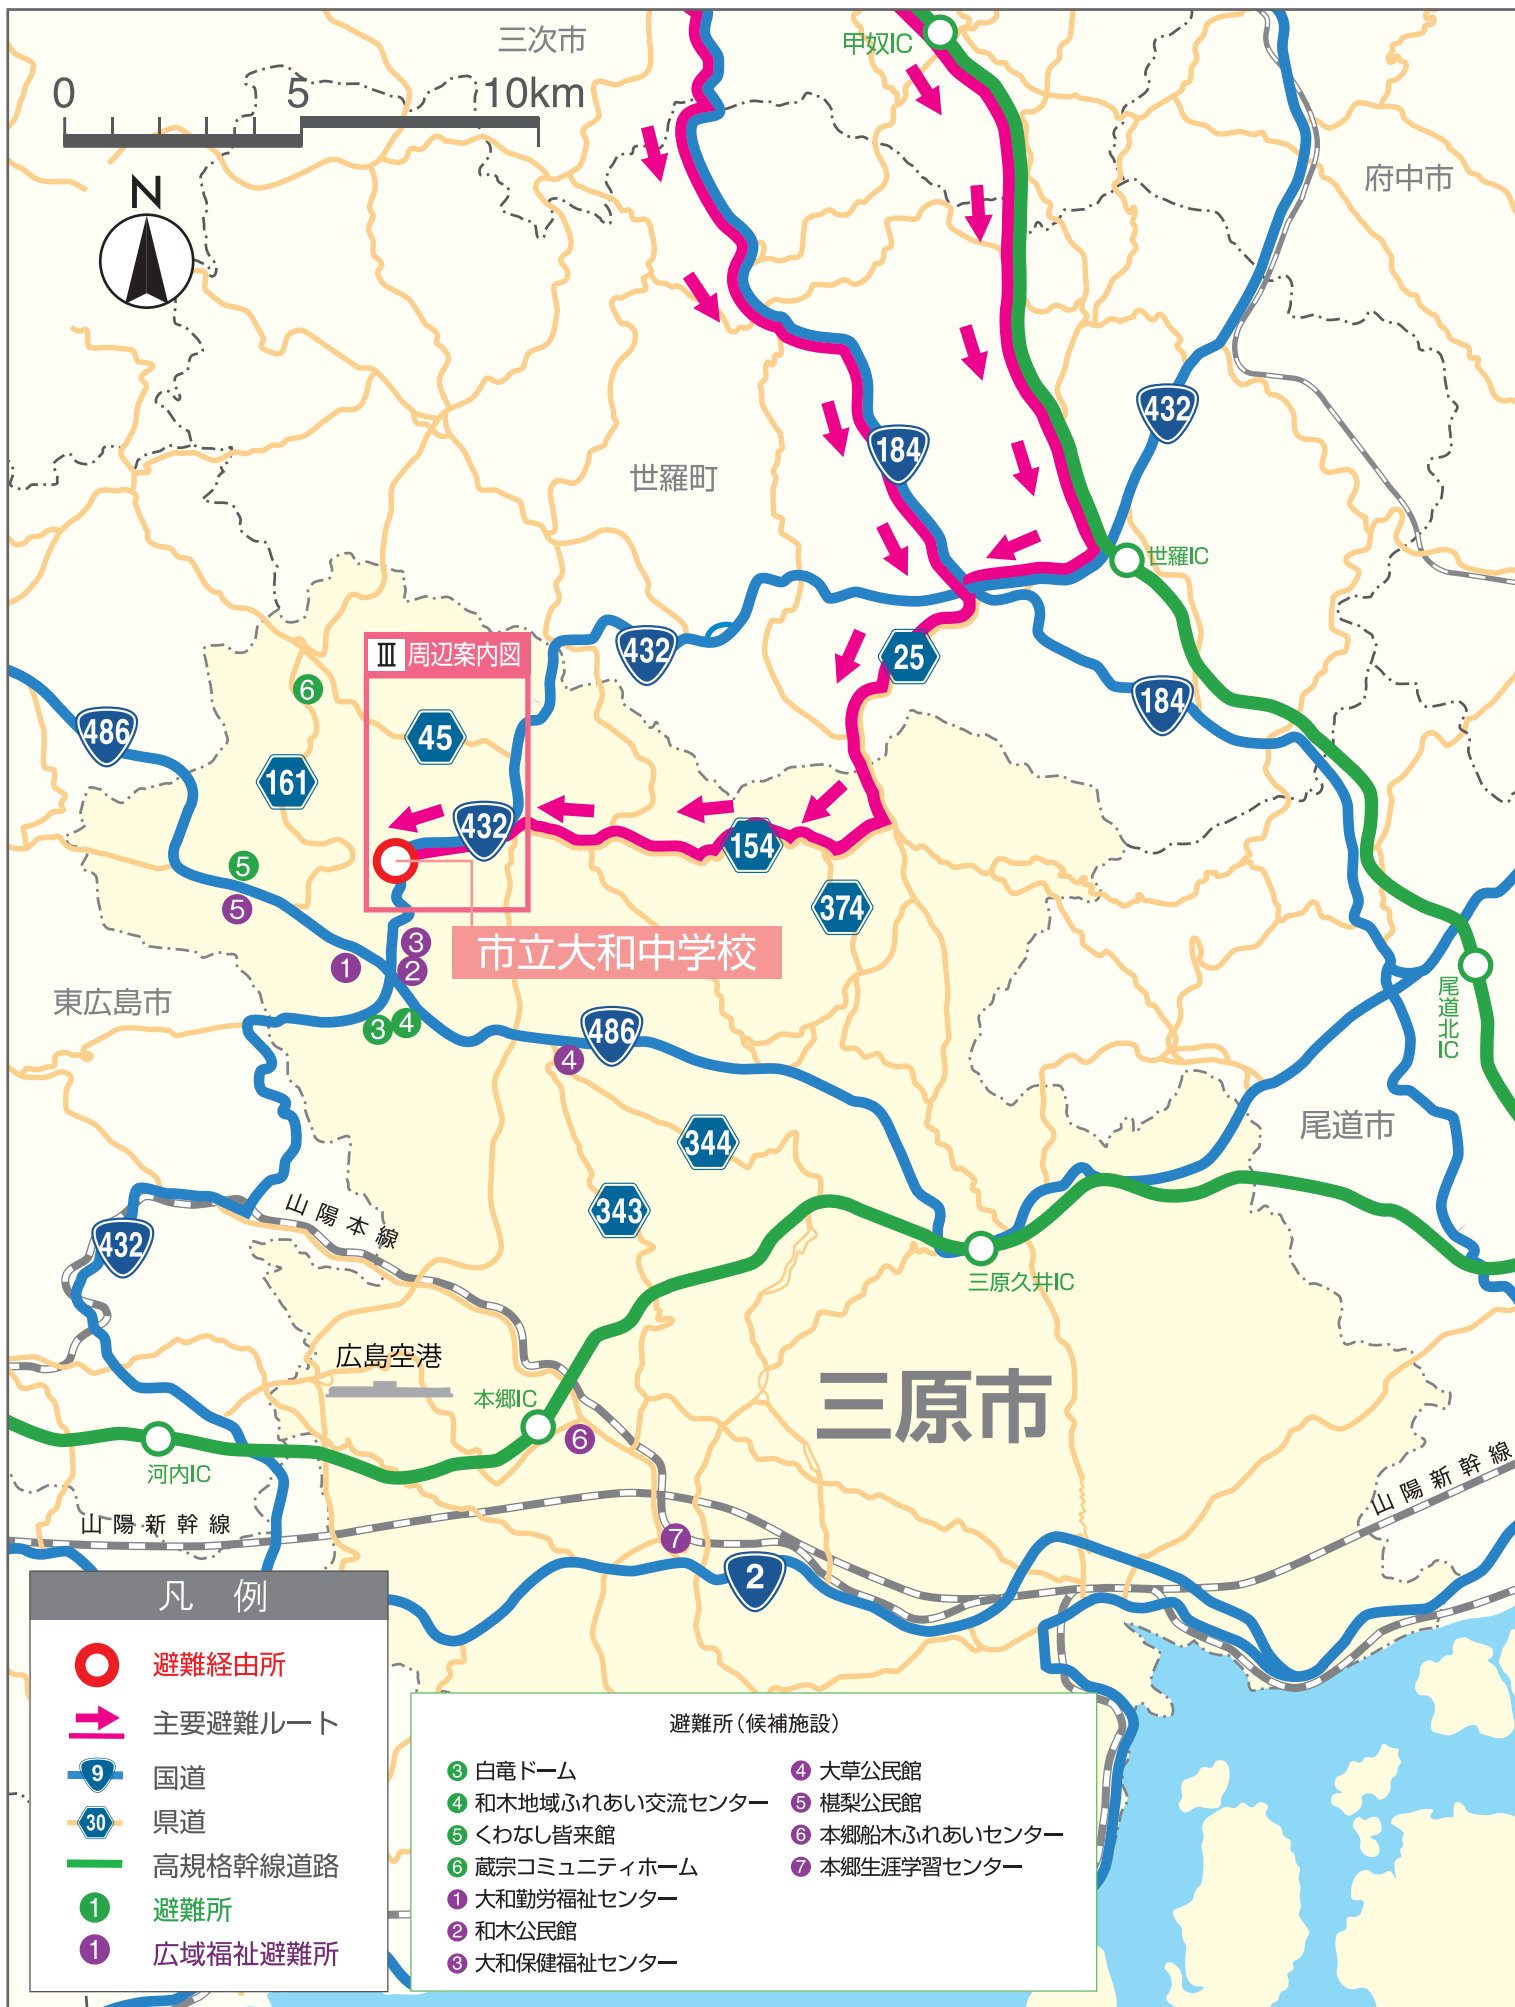 三次市
甲奴IC
0 5 10km
府中市
N
432
184
世羅町
世羅IC
Ⅲ 周辺案内図
432
25
6
184
486
45
161
432
154
5
5
374
市立大和中学校
3
1 2
東広島市
尾道北IC
3 4
486
4
尾道市
344
343
山陽本線
432
三原久井IC
広島空港
三原市
本郷IC
6
河内IC
山陽新幹線
山陽新幹線
7
2
凡例
避難経由所
主要避難ルート
9 国道
30 県道
高規格幹線道路
1 避難所
1 広域福祉避難所
避難所（候補施設）
3 白竜ドーム
4 和木地域ふれあい交流センター
5 くわなし皆来館
6 蔵宗コミュニティホーム
1 大和勤労福祉センター
2 和木公民館
3 大和保健福祉センター
4 大草公民館
5 椹梨公民館
6 本郷船木ふれあいセンター
7 本郷生涯学習センター